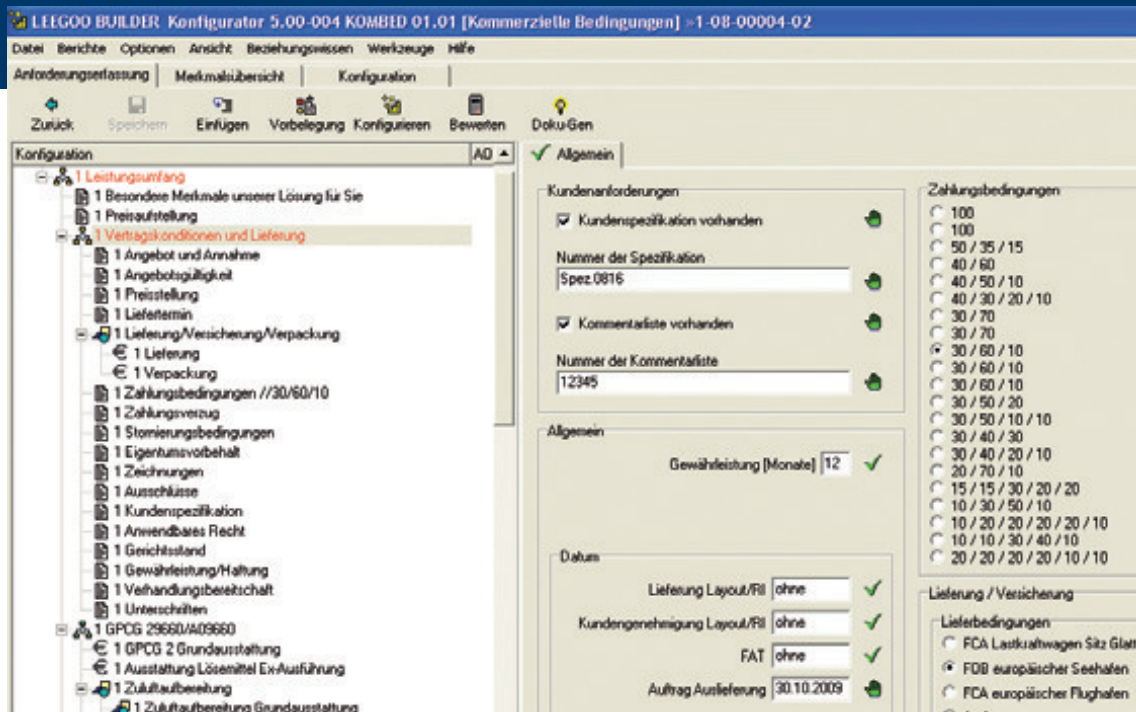 LEEGOO BUILDER Konfigurator 5.00-004 KOMBED 01.01 [Kommerzielle Bedingungen] »1-08-00004-02
Datei Berichte Optionen Ansicht Beziehungswissen Werkzeuge Hilfe
Anforderungserfassung Merkmalsübersicht Konfiguration
Zurück Speichern Einfügen Vorbelegung Konfigurieren Bewerten Doku-Gen
Konfiguration AO
1 Leistungsumfang
1 Besondere Merkmale unserer Lösung für Sie
1 Preisaufstellung
1 Vertragskonditionen und Lieferung
1 Angebot und Annahme
1 Angebotsgültigkeit
1 Preisstellung
1 Liefertermin
1 Lieferung/Versicherung/Verpackung
€ 1 Lieferung
€ 1 Verpackung
1 Zahlungsbedingungen //30/60/10
1 Zahlungsverzug
1 Stornierungsbedingungen
1 Eigentumsvorbehalt
1 Zeichnungen
1 Ausschlüsse
1 Kundenspezifikation
1 Anwendbares Recht
1 Gerichtsstand
1 Gewährleistung/Haftung
1 Verhandlungsbereitschaft
1 Unterschriften
1 GPCG 29660/A09660
€ 1 GPCG 2 Grundausstattung
€ 1 Ausstattung Lösemittel Ex-Ausführung
1 Zuluftaufbereitung
1 Zuluftaufbereitung Grundausstattung
Allgemein
Kundenanforderungen
Kundenspezifikation vorhanden
Nummer der Spezifikation
Spez.0816
Kommentarliste vorhanden
Nummer der Kommentarliste
12345
Allgemein
Gewährleistung [Monate] 12
Datum
Lieferung Layout/RI ohne
Kundengenehmigung Layout/RI ohne
FAT ohne
Auftrag Auslieferung 30.10.2009
Zahlungsbedingungen
100
100
50 / 35 / 15
40 / 60
40 / 50 / 10
40 / 30 / 20 / 10
30 / 70
30 / 70
30 / 60 / 10
30 / 60 / 10
30 / 60 / 10
30 / 50 / 20
30 / 50 / 10 / 10
30 / 40 / 30
30 / 40 / 20 / 10
20 / 70 / 10
15 / 15 / 30 / 20 / 20
10 / 30 / 50 / 10
10 / 20 / 20 / 20 / 20 / 10
10 / 10 / 30 / 40 / 10
20 / 20 / 20 / 20 / 10 / 10
Lieferung / Versicherung
Lieferbedingungen
FCA Lastkraftwagen Sitz Glatt
FOB europäischer Seehafen
FCA europäischer Flughafen